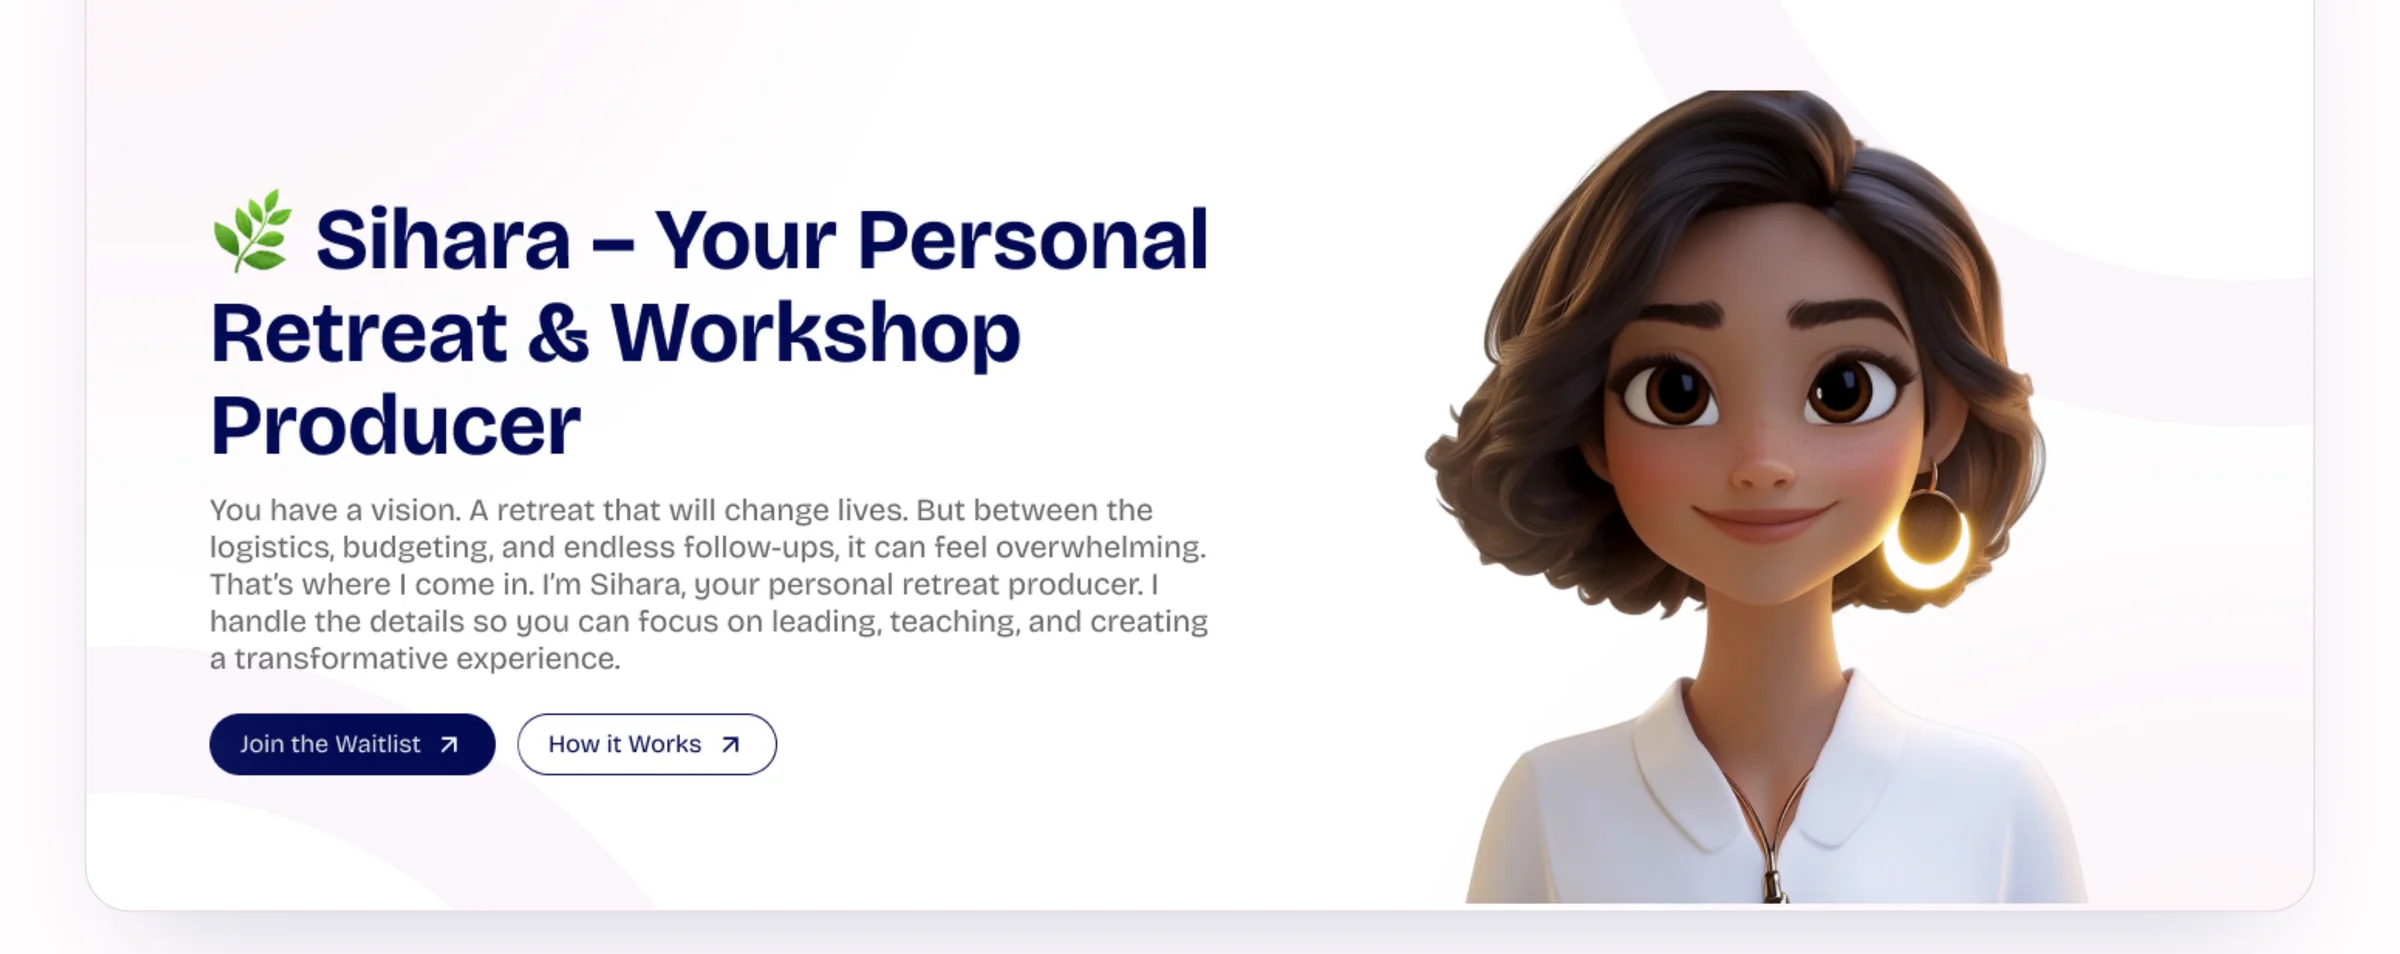 🌿 Sihara – Your Personal
Retreat & Workshop
Producer
You have a vision. A retreat that will change lives. But between the
logistics, budgeting, and endless follow-ups, it can feel overwhelming.
That’s where I come in. I’m Sihara, your personal retreat producer. I
handle the details so you can focus on leading, teaching, and creating
a transformative experience.
Join the Waitlist
How it Works